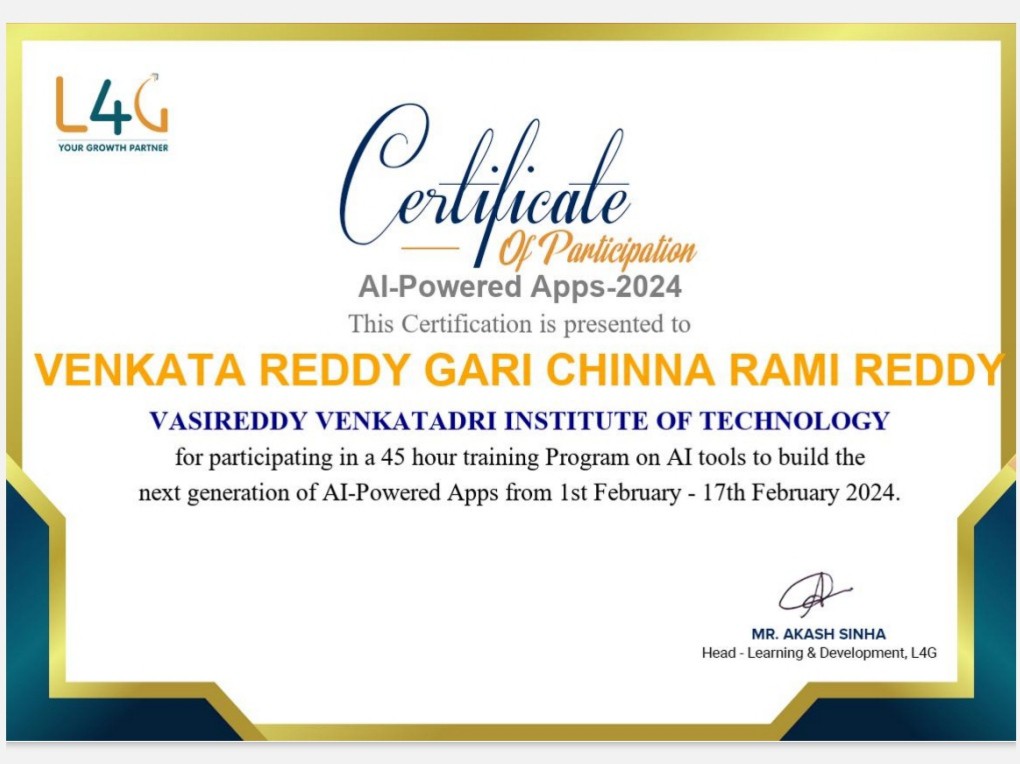 L4G
YOUR GROWTH PARTNER
Certificate
Of Participation
AI-Powered Apps-2024
This Certification is presented to
VENKATA REDDY GARI CHINNA RAMI REDDY
VASIREDDY VENKATADRI INSTITUTE OF TECHNOLOGY
for participating in a 45 hour training Program on AI tools to build the
next generation of AI-Powered Apps from 1st February - 17th February 2024.
MR. AKASH SINHA
Head - Learning & Development, L4G